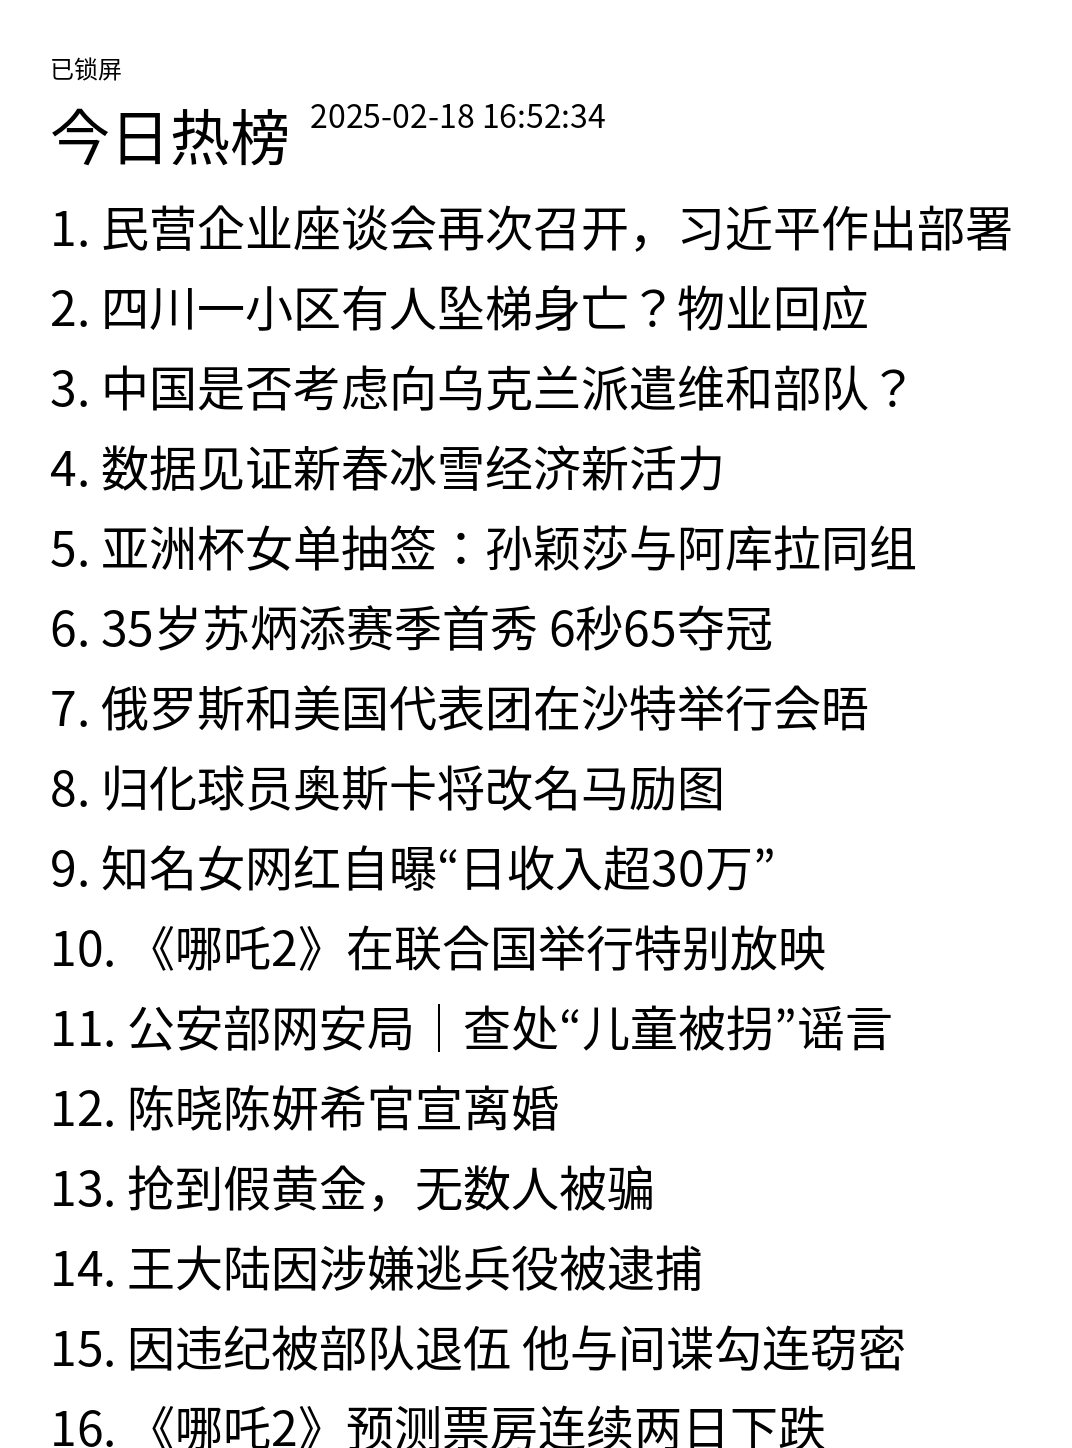 已锁屏
今日热榜 2025-02-18 16:52:34
1. 民营企业座谈会再次召开，习近平作出部署
2. 四川一小区有人坠梯身亡？物业回应
3. 中国是否考虑向乌克兰派遣维和部队？
4. 数据见证新春冰雪经济新活力
5. 亚洲杯女单抽签：孙颖莎与阿库拉同组
6. 35岁苏炳添赛季首秀 6秒65夺冠
7. 俄罗斯和美国代表团在沙特举行会晤
8. 归化球员奥斯卡将改名马励图
9. 知名女网红自曝“日收入超30万”
10. 《哪吒2》在联合国举行特别放映
11. 公安部网安局｜查处“儿童被拐”谣言
12. 陈晓陈妍希官宣离婚
13. 抢到假黄金，无数人被骗
14. 王大陆因涉嫌逃兵役被逮捕
15. 因违纪被部队退伍 他与间谍勾连窃密
16. 《哪吒2》预测票房连续两日下跌